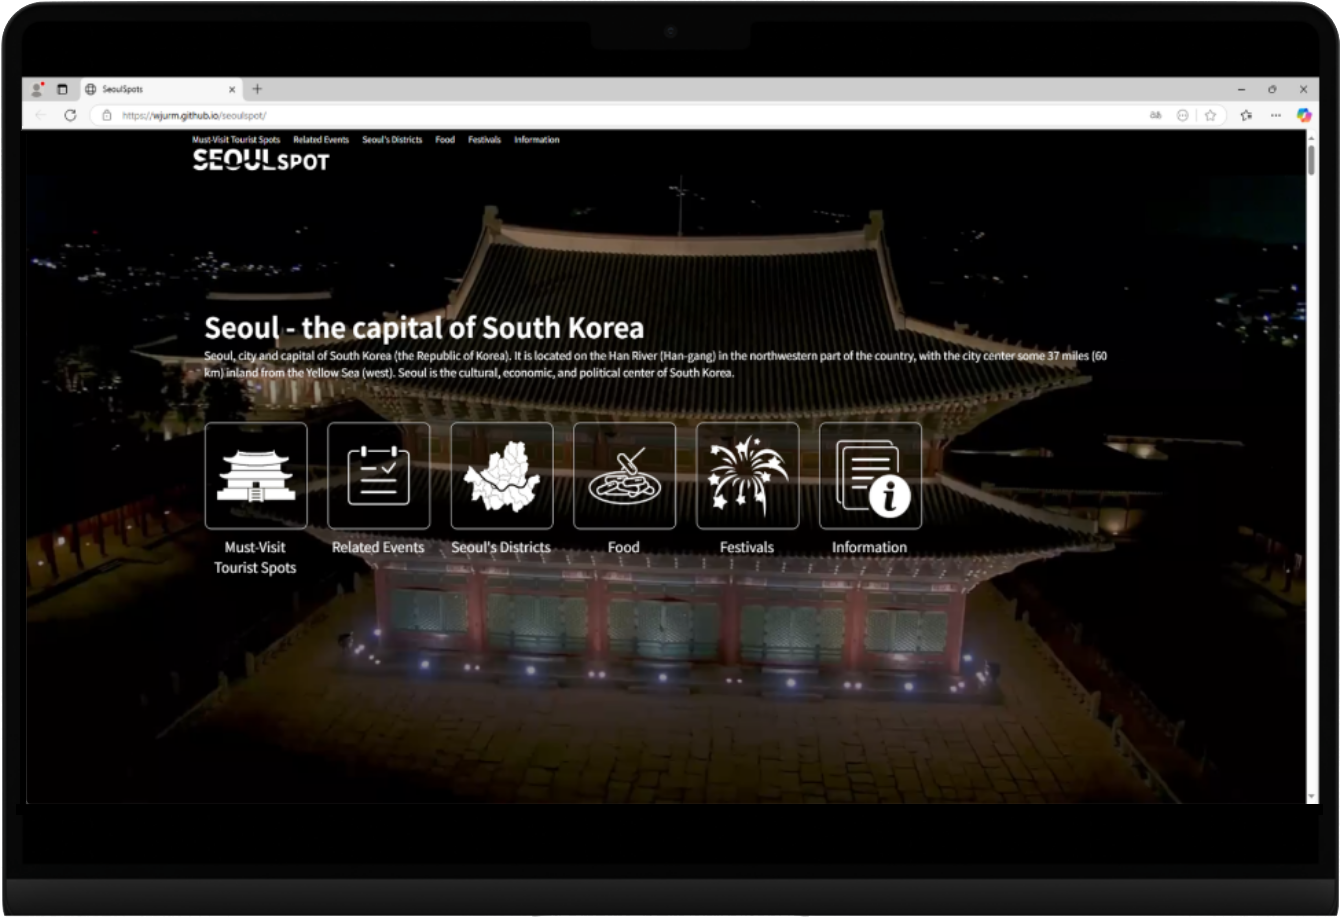 SeoulSpots
https://wjurm.github.io/seoulspot/
Must-Visit Tourist Spots Related Events Seoul's Districts Food Festivals Information
SEOULSPOT
Seoul - the capital of South Korea
Seoul, city and capital of South Korea (the Republic of Korea). It is located on the Han River (Han-gang) in the northwestern part of the country, with the city center some 37 miles (60
km) inland from the Yellow Sea (west). Seoul is the cultural, economic, and political center of South Korea.
Must-Visit
Tourist Spots
Related Events
Seoul's Districts
Food
Festivals
Information